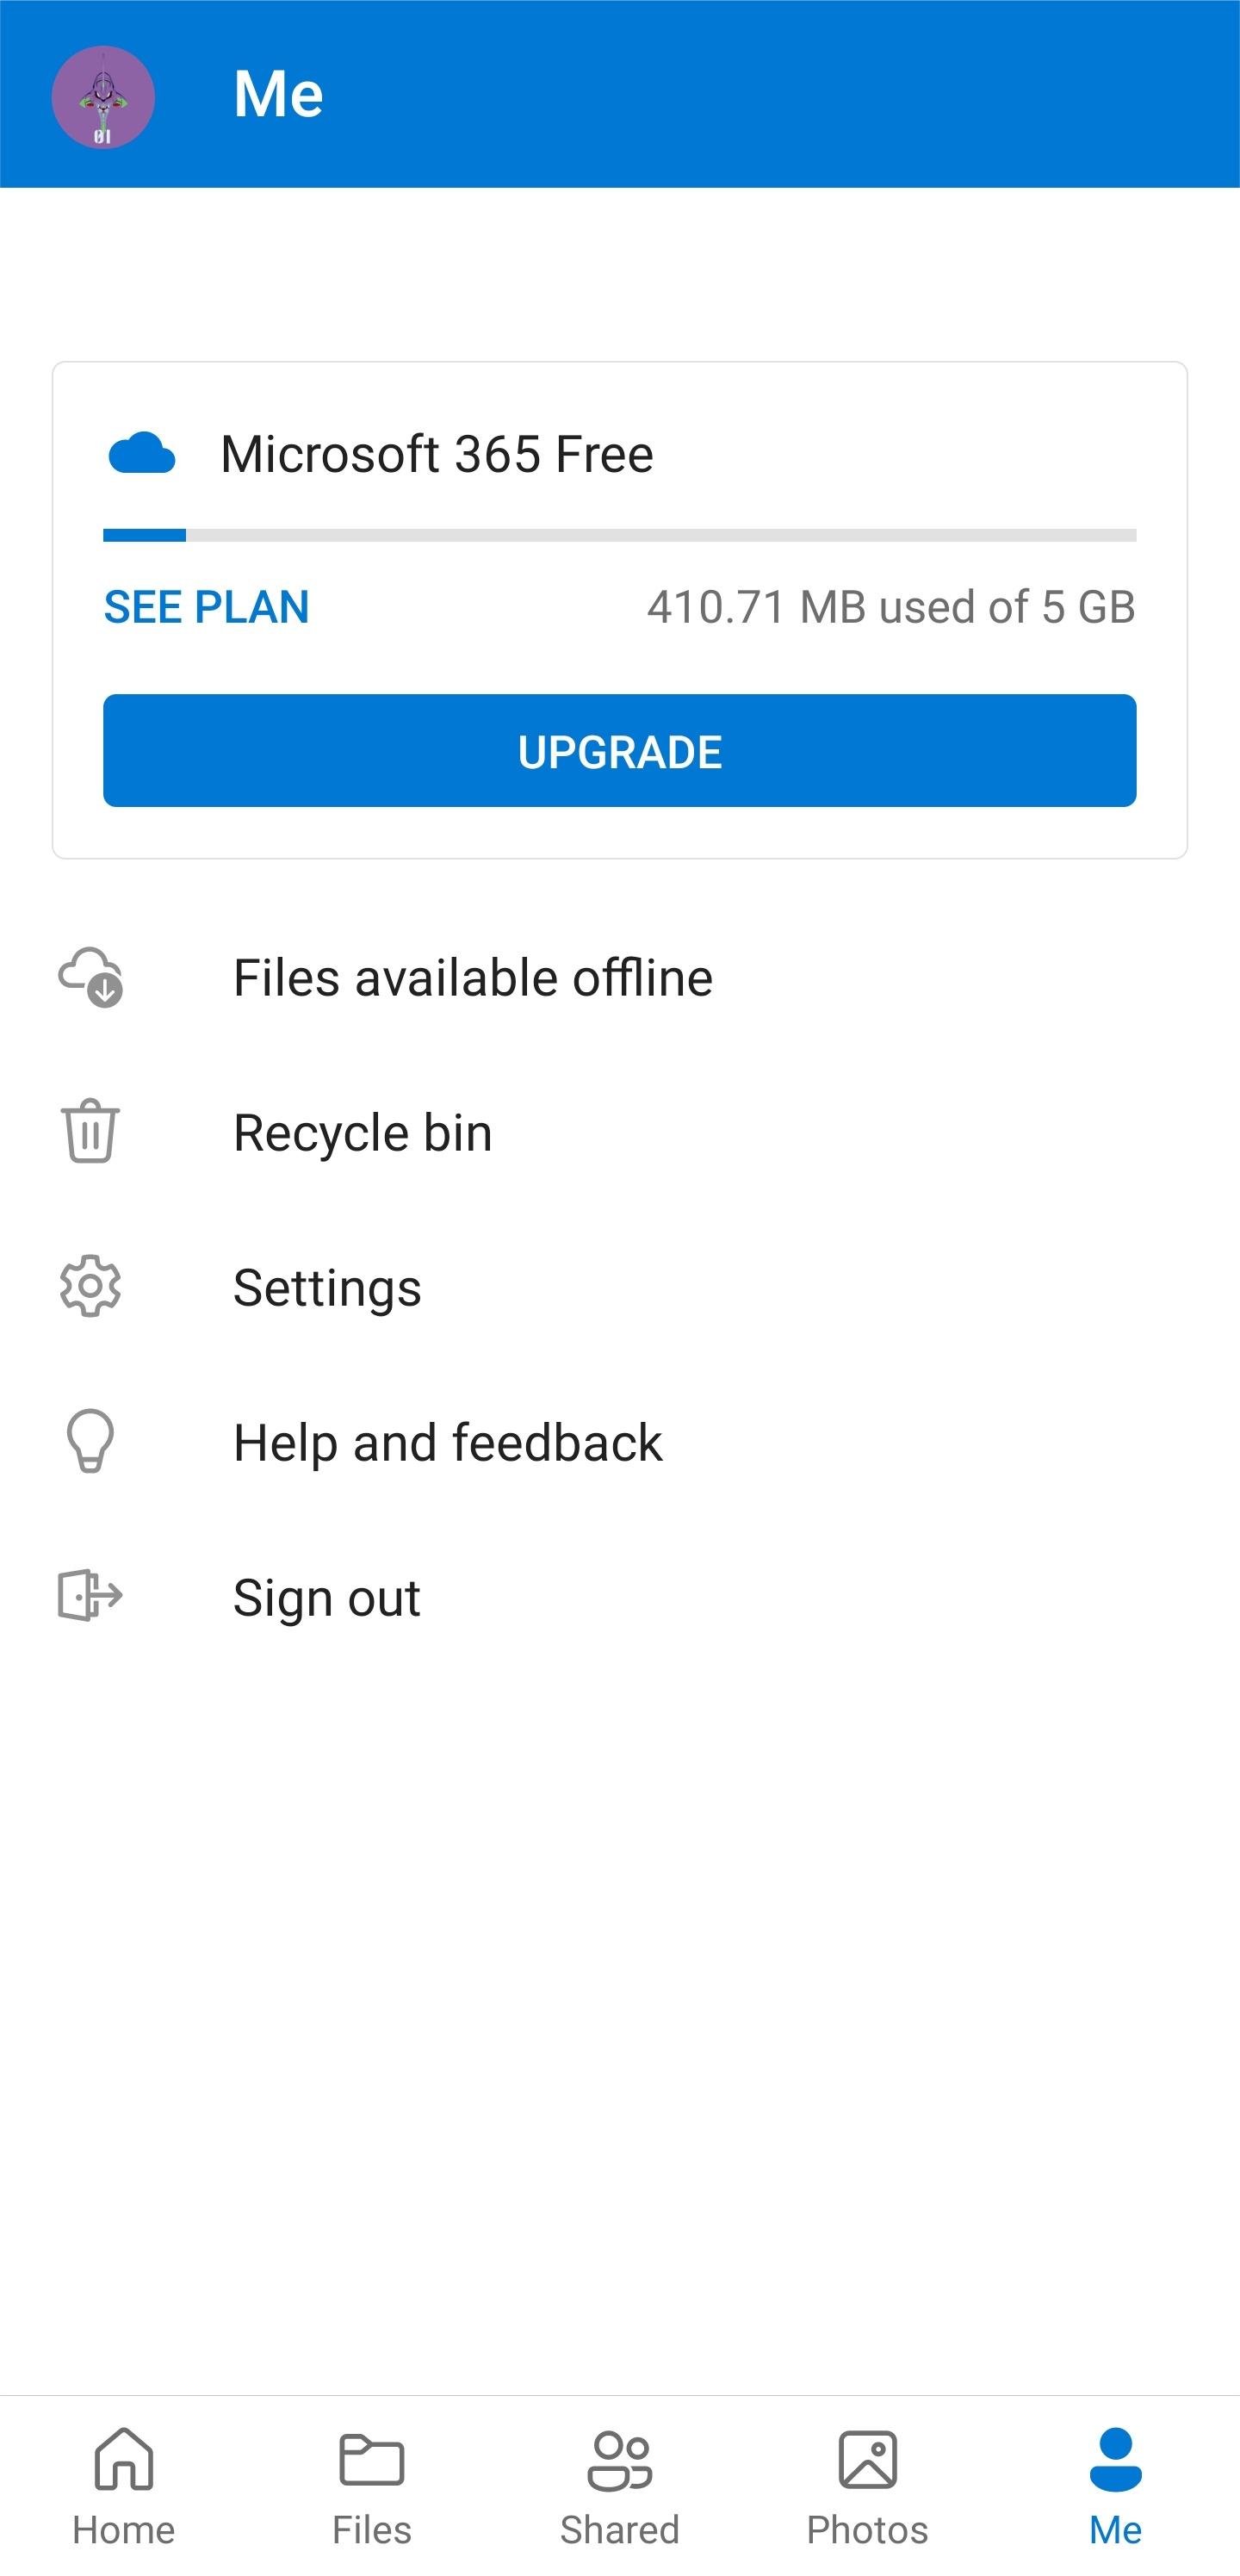 01
Me
Microsoft 365 Free
SEE PLAN
410.71 MB used of 5 GB
UPGRADE
Files available offline
Recycle bin
Settings
Help and feedback
Sign out
Home
Files
Shared
Photos
Me